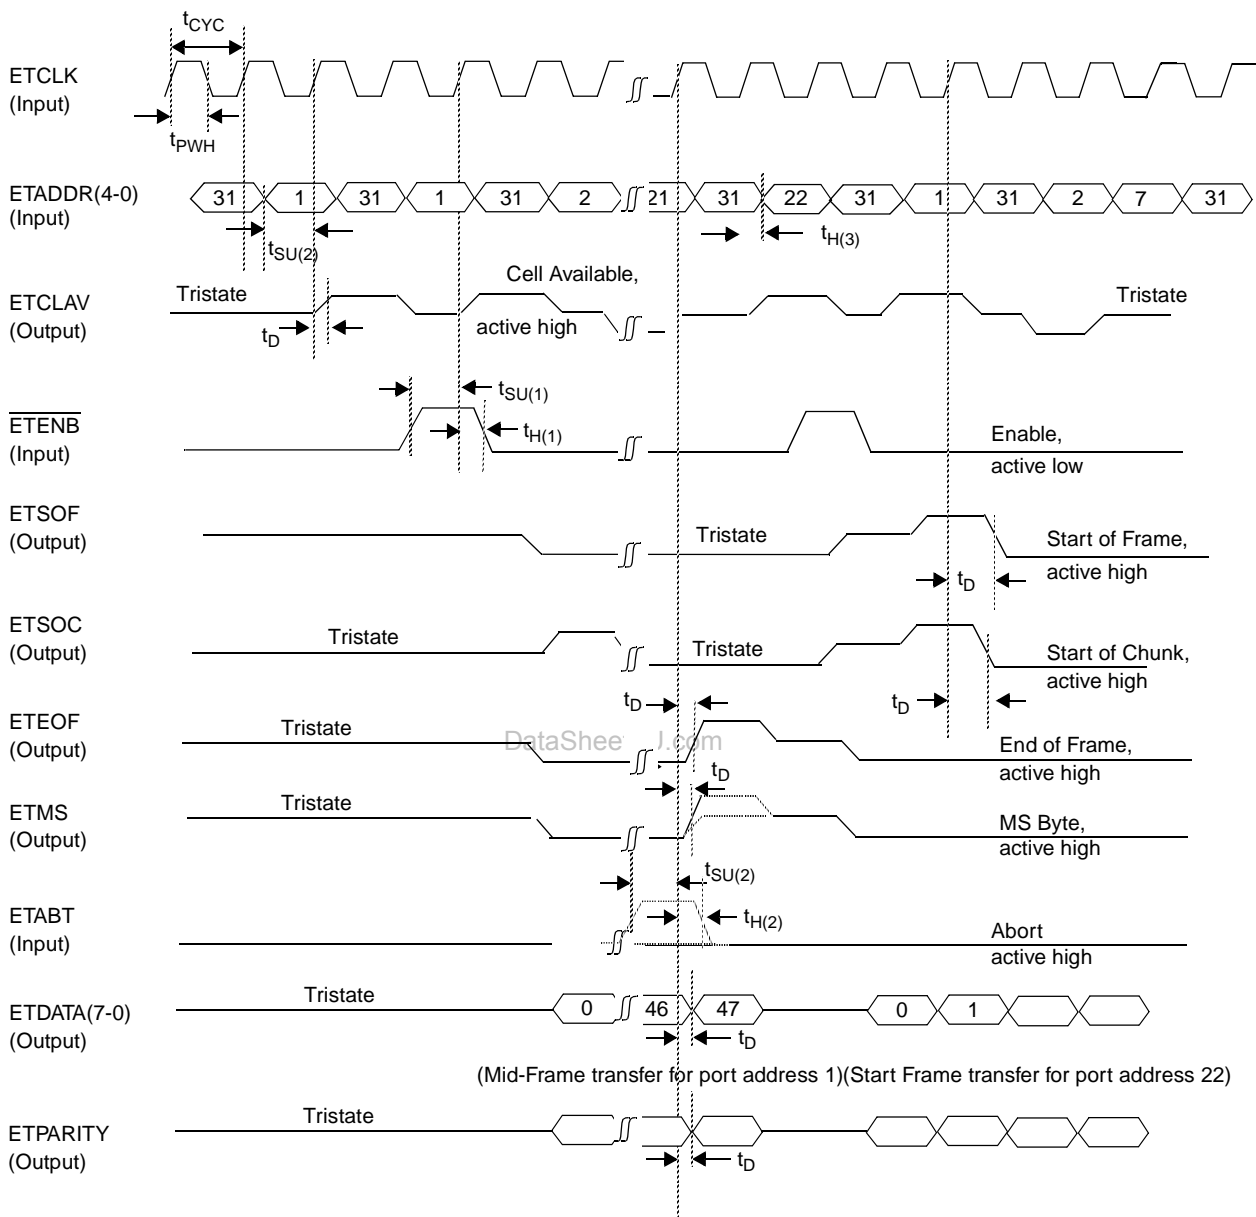 tCYC
ETCLK
(Input)
tPWH
ETADDR(4-0)
(Input)
31 1 31 1 31 2 21 31 22 31 1 31 2 7 31
tSU(2)
tH(3)
ETCLAV
(Output)
Tristate
Cell Available,
active high
Tristate
tD
ETENB
(Input)
tSU(1)
tH(1)
Enable,
active low
ETSOF
(Output)
Tristate
Start of Frame,
active high
tD
ETSOC
(Output)
Tristate
Tristate
Start of Chunk,
active high
tD
tD
ETEOF
(Output)
Tristate
End of Frame,
active high
tD
ETMS
(Output)
Tristate
MS Byte,
active high
tSU(2)
ETABT
(Input)
tH(2)
Abort
active high
ETDATA(7-0)
(Output)
Tristate
0 46 47 0 1
tD
(Mid-Frame transfer for port address 1)(Start Frame transfer for port address 22)
ETPARITY
(Output)
Tristate
tD